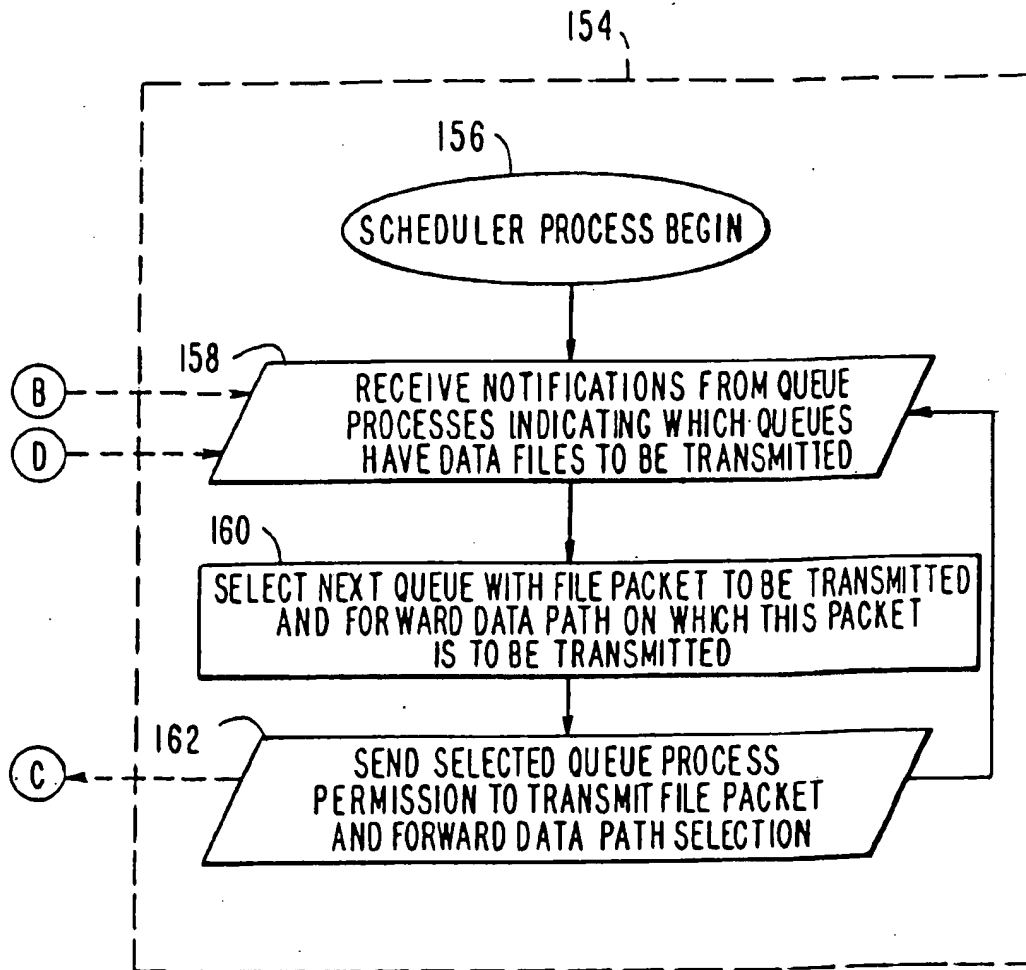 154
156
SCHEDULER PROCESS BEGIN
158
B
RECEIVE NOTIFICATIONS FROM QUEUE
PROCESSES INDICATING WHICH QUEUES
HAVE DATA FILES TO BE TRANSMITTED
D
160
SELECT NEXT QUEUE WITH FILE PACKET TO BE TRANSMITTED
AND FORWARD DATA PATH ON WHICH THIS PACKET
IS TO BE TRANSMITTED
162
C
SEND SELECTED QUEUE PROCESS
PERMISSION TO TRANSMIT FILE PACKET
AND FORWARD DATA PATH SELECTION